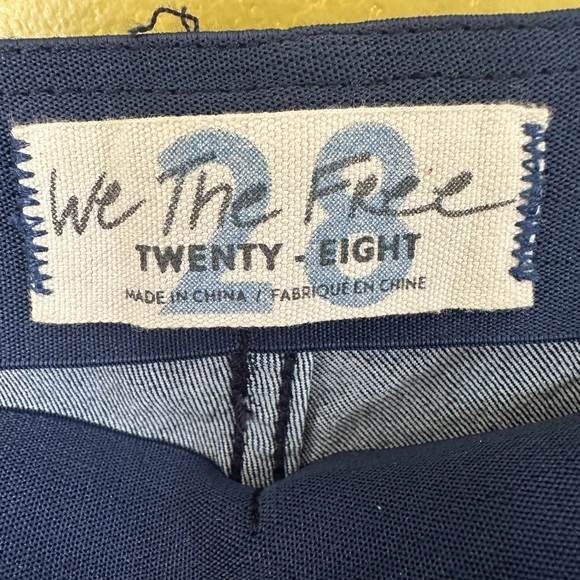 28
We The Free
TWENTY - EIGHT
MADE IN CHINA / FABRIQUE EN CHINE